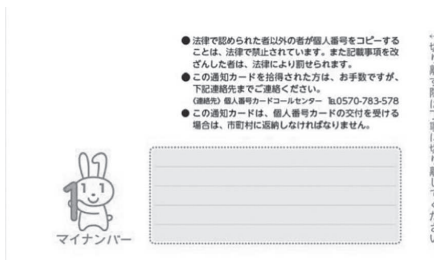 ● 法律で認められた者以外の者が個人番号をコピーする
ことは、法律で禁止されています。また記載事項を改
ざんした者は、法律により罰せられます。
● この通知カードを拾得された方は、お手数ですが、
下記連絡先までご連絡ください。
《連絡先》個人番号カードコールセンター ℡0570-783-578
● この通知カードは、個人番号カードの交付を受ける
場合は、市町村に返納しなければなりません。
1
マイナンバー